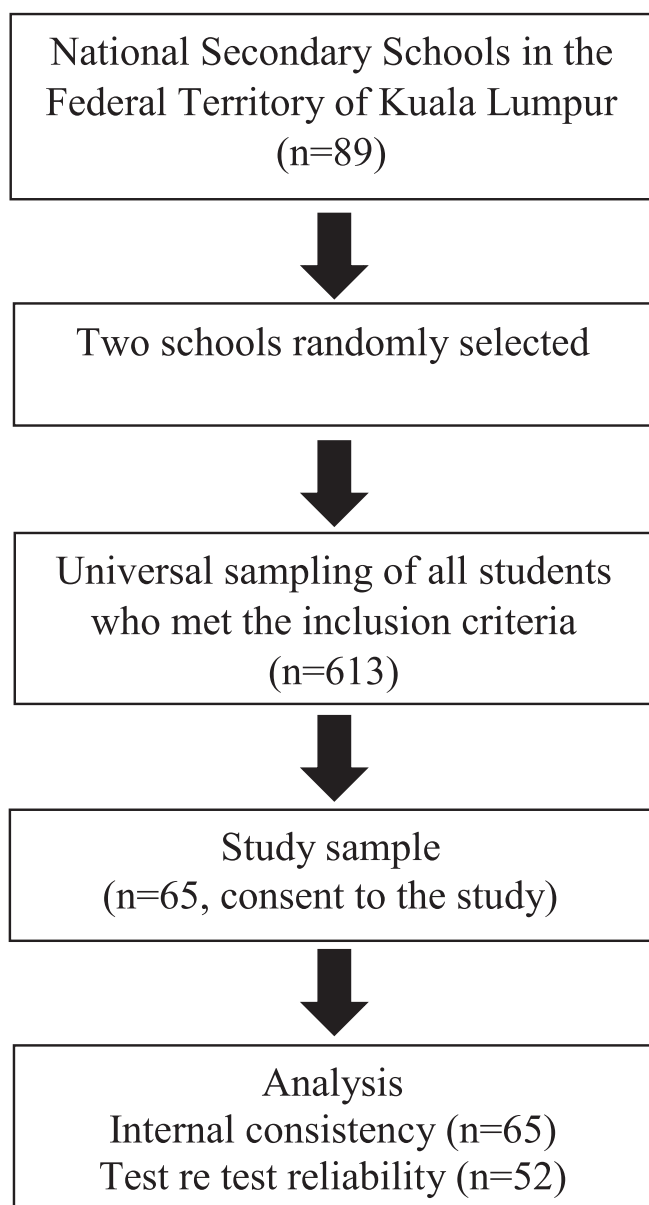 National Secondary Schools in the
Federal Territory of Kuala Lumpur
(n=89)
Two schools randomly selected
Universal sampling of all students
who met the inclusion criteria
(n=613)
Study sample
(n=65, consent to the study)
Analysis
Internal consistency (n=65)
Test re test reliability (n=52)